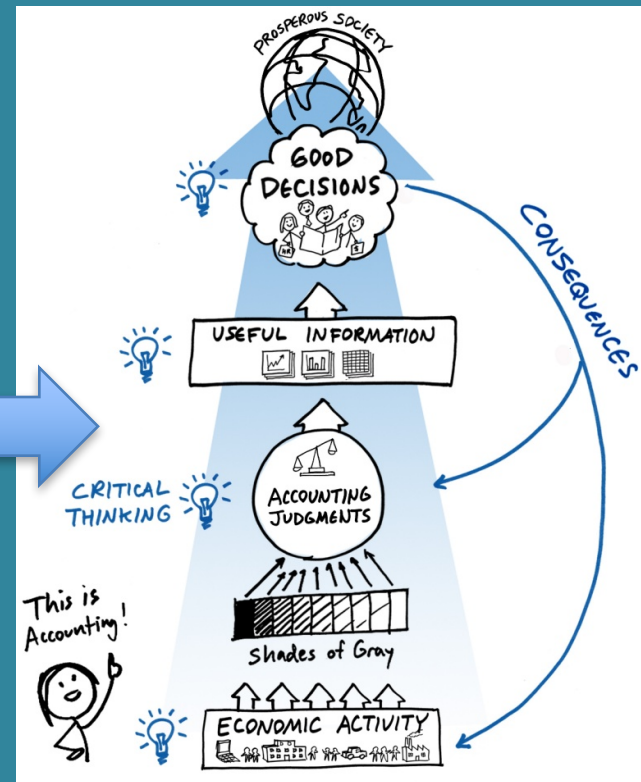 PROSPEROUS SOCIETY
GOOD
DECISIONS
HR
$
CONSEQUENCES
USEFUL INFORMATION
CRITICAL
THINKING
ACCOUNTING
JUDGMENTS
Shades of Gray
This is
Accounting!
ECONOMIC ACTIVITY